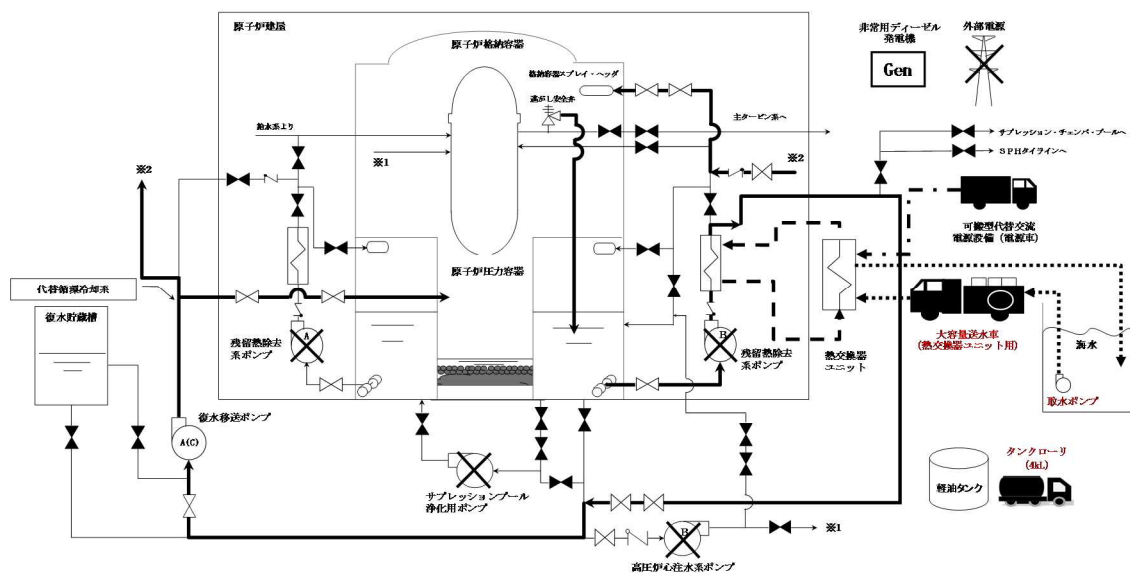 原子炉建屋
原子炉格納容器
格納容器スプレイ・ヘッダ
逃がし安全弁
給水系より
※1
主タービン系へ
※2
非常用ディーゼル
発電機
Gen
外部電源
サプレッション・チェンバ・プールへ
SPHタイラインへ
可搬型代替交流
電源設備(電源車)
※2
原子炉圧力容器
代替循環冷却系
復水貯蔵槽
A
残留熱除去
系ポンプ
B
残留熱除去
系ポンプ
熱交換器
ユニット
大容量送水車
(熱交換器ユニット用)
海水
取水ポンプ
復水移送ポンプ
A(C)
サプレッションプール
浄化用ポンプ
B
※1
高圧炉心注水系ポンプ
軽油タンク
タンクローリ
(4kL)